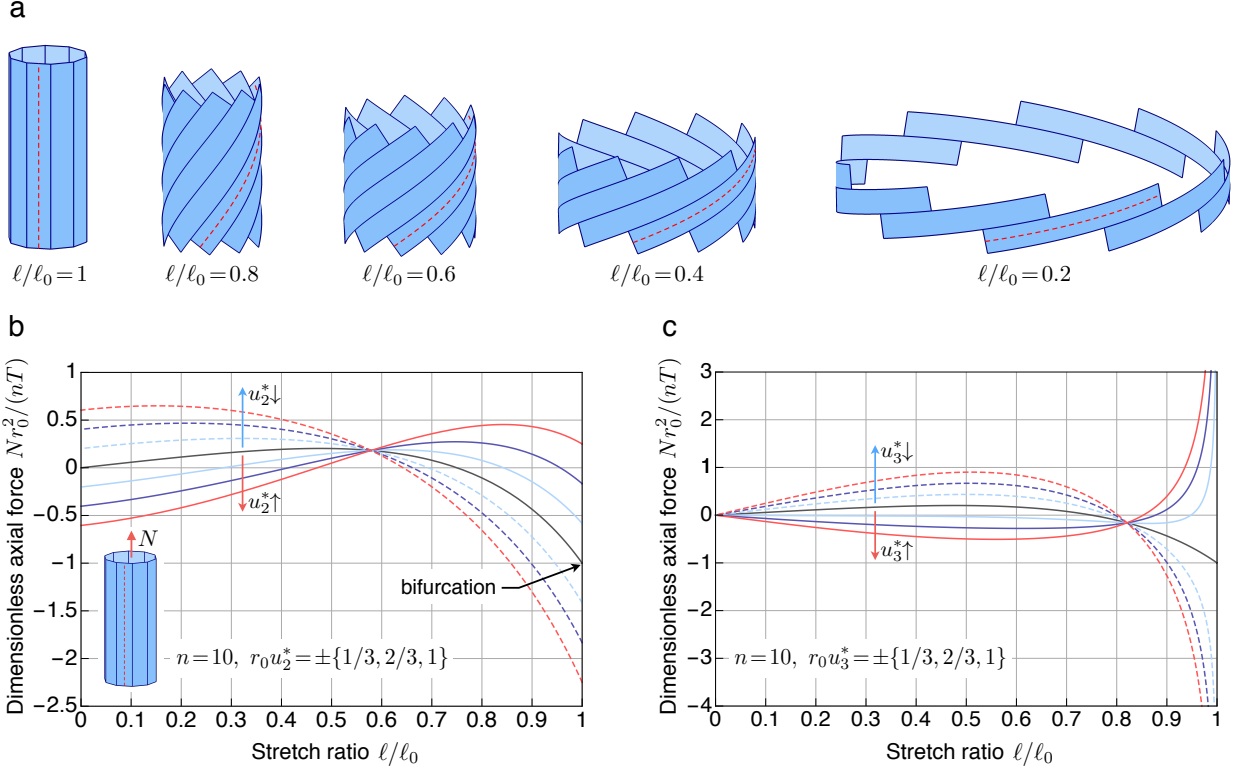 a
ℓ/ℓ₀=1
ℓ/ℓ₀=0.8
ℓ/ℓ₀=0.6
ℓ/ℓ₀=0.4
ℓ/ℓ₀=0.2
b
Dimensionless axial force Nr₀²/(nT)
1
0.5
0
−0.5
−1
−1.5
−2
−2.5
u₂*↓
u₂*↑
N
bifurcation
n=10, r₀u₂*=±{1/3, 2/3, 1}
0 0.1 0.2 0.3 0.4 0.5 0.6 0.7 0.8 0.9 1
Stretch ratio ℓ/ℓ₀
c
Dimensionless axial force Nr₀²/(nT)
3
2
1
0
−1
−2
−3
−4
u₃*↓
u₃*↑
n=10, r₀u₃*=±{1/3, 2/3, 1}
0 0.1 0.2 0.3 0.4 0.5 0.6 0.7 0.8 0.9 1
Stretch ratio ℓ/ℓ₀